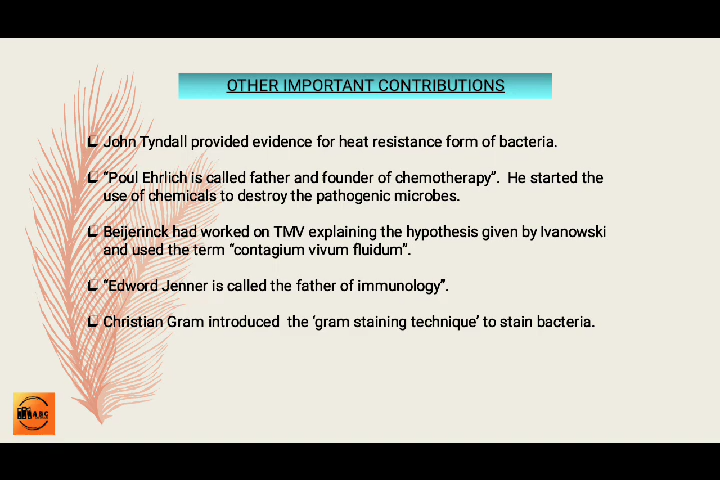 OTHER IMPORTANT CONTRIBUTIONS
John Tyndall provided evidence for heat resistance form of bacteria.
“Poul Ehrlich is called father and founder of chemotherapy”. He started the
use of chemicals to destroy the pathogenic microbes.
Beijerinck had worked on TMV explaining the hypothesis given by Ivanowski
and used the term “contagium vivum fluidum”.
“Edword Jenner is called the father of immunology”.
Christian Gram introduced the ‘gram staining technique’ to stain bacteria.